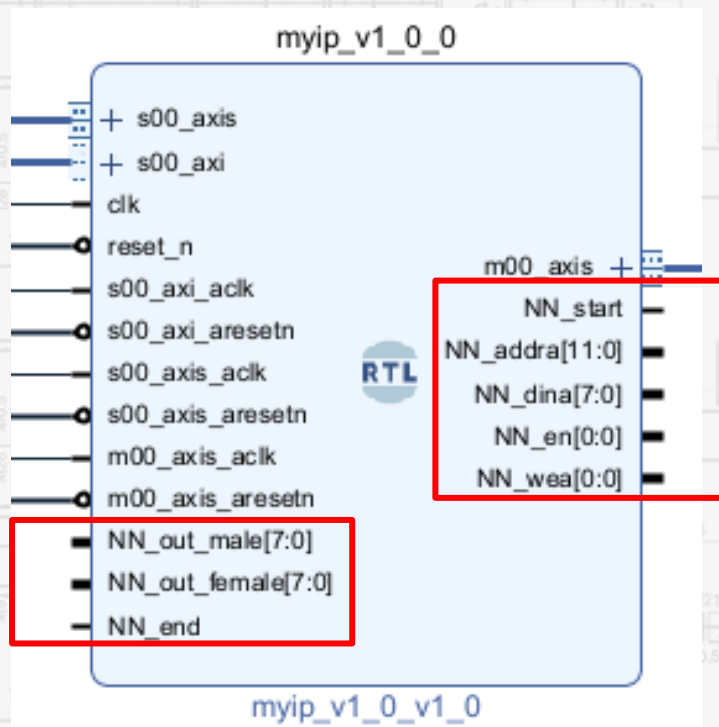 myip_v1_0_0
+ s00_axis
+ s00_axi
clk
reset_n
s00_axi_aclk
s00_axi_aresetn
s00_axis_aclk
s00_axis_aresetn
m00_axis_aclk
m00_axis_aresetn
NN_out_male[7:0]
NN_out_female[7:0]
NN_end
RTL
m00_axis +
NN_start
NN_addra[11:0]
NN_dina[7:0]
NN_en[0:0]
NN_wea[0:0]
myip_v1_0_v1_0